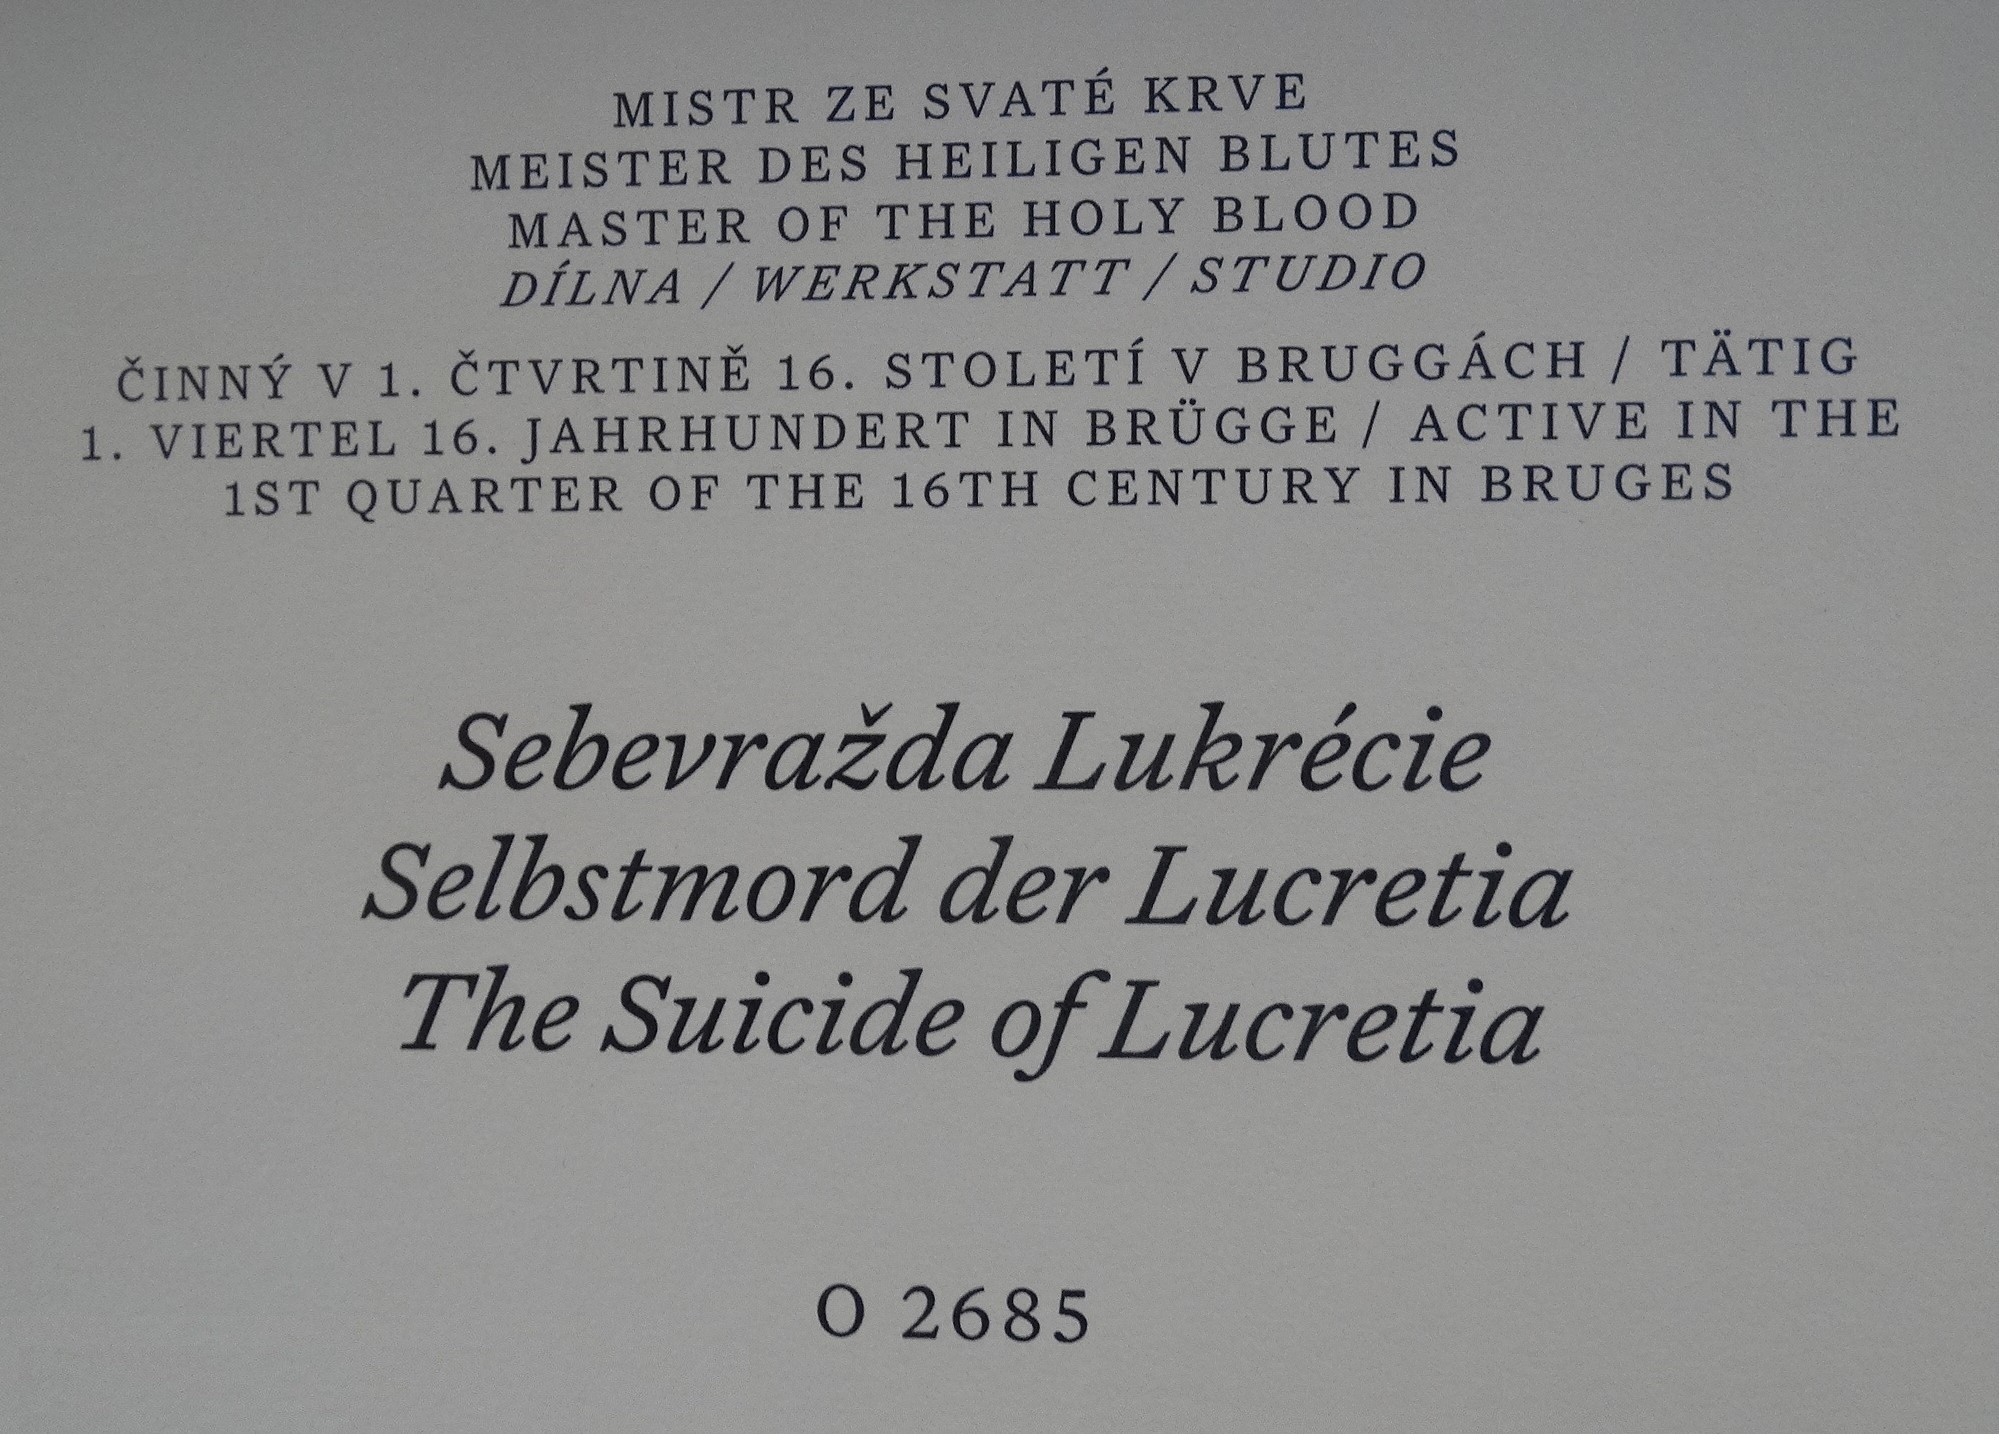 MISTR ZE SVATÉ KRVE
MEISTER DES HEILIGEN BLUTES
MASTER OF THE HOLY BLOOD
DÍLNA / WERKSTATT / STUDIO
ČINNÝ V 1. ČTVRTINĚ 16. STOLETÍ V BRUGGÁCH / TÄTIG
1. VIERTEL 16. JAHRHUNDERT IN BRÜGGE / ACTIVE IN THE
1ST QUARTER OF THE 16TH CENTURY IN BRUGES
Sebevražda Lukrécie
Selbstmord der Lucretia
The Suicide of Lucretia
O 2685